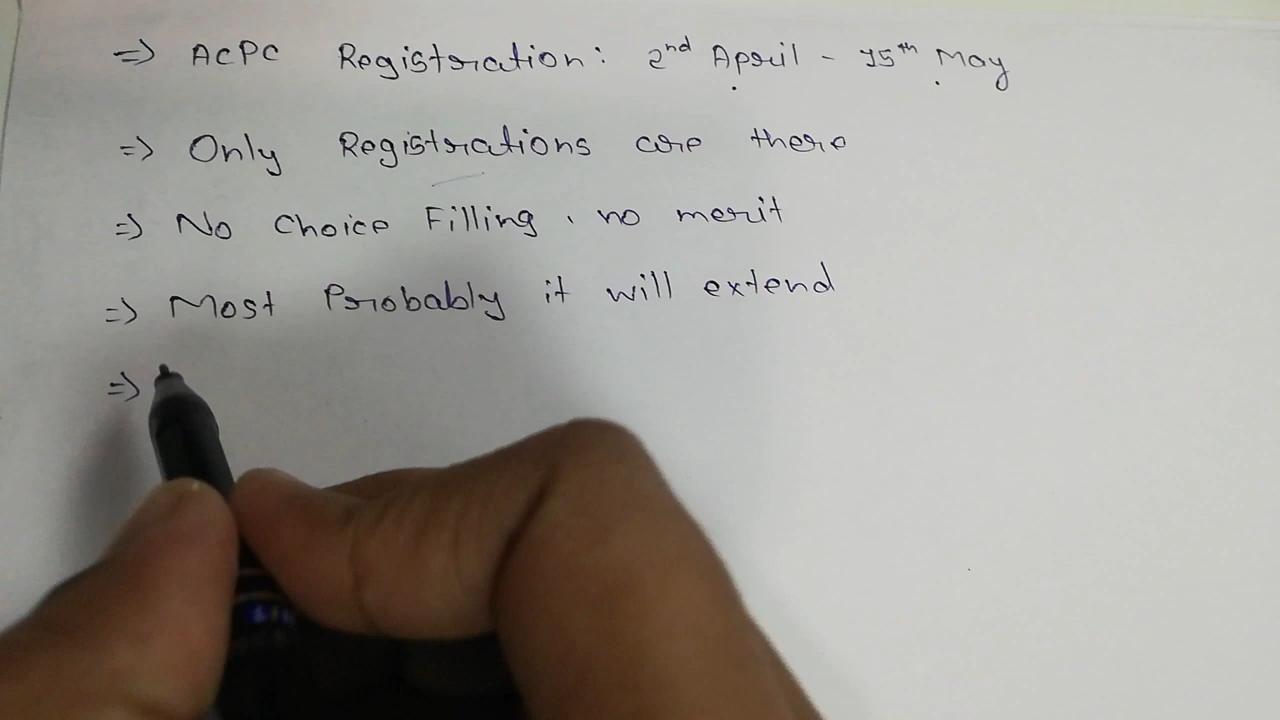 => ACPC Registration: 2nd April - 15th May
=> Only Registrations are there
=> No Choice Filling, no merit
=> Most Probably it will extend
=>